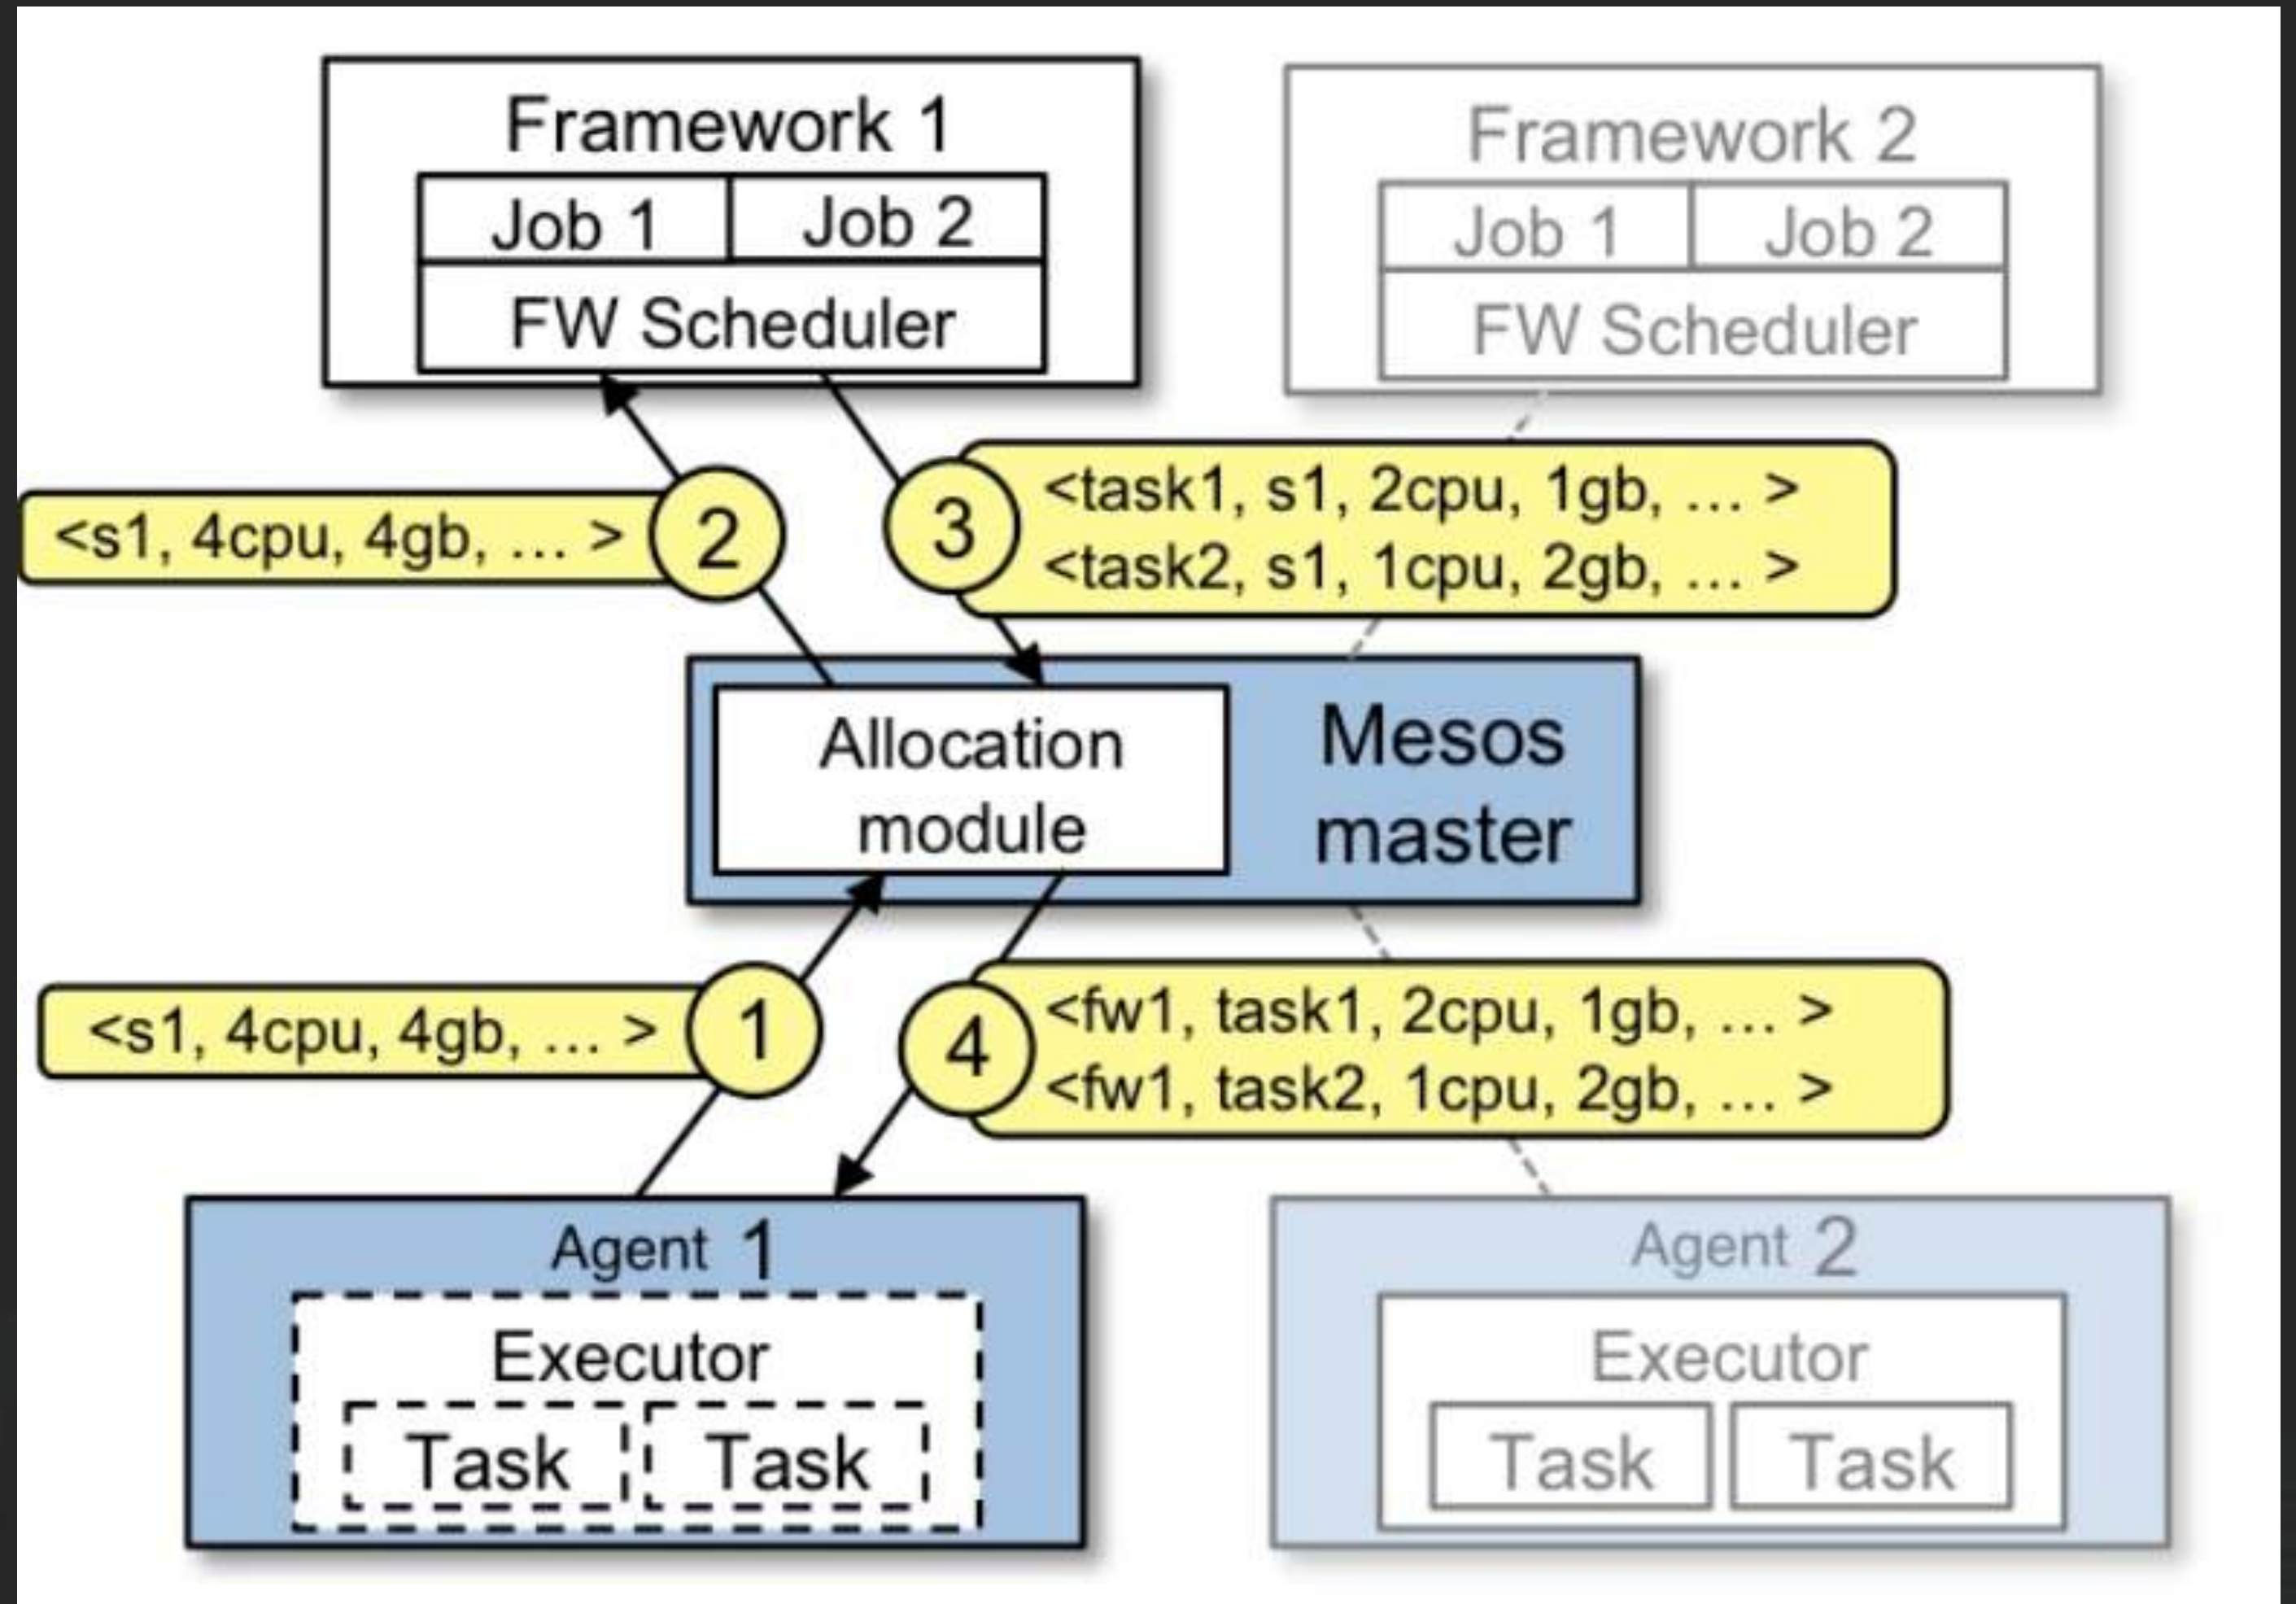 Framework 1
Job 1 Job 2
FW Scheduler
Framework 2
Job 1 Job 2
FW Scheduler
<s1, 4cpu, 4gb, ... >
2
3
<task1, s1, 2cpu, 1gb, ... >
<task2, s1, 1cpu, 2gb, ... >
Allocation
module
Mesos
master
<s1, 4cpu, 4gb, ... >
1
4
<fw1, task1, 2cpu, 1gb, ... >
<fw1, task2, 1cpu, 2gb, ... >
Agent 1
Executor
Task Task
Agent 2
Executor
Task Task